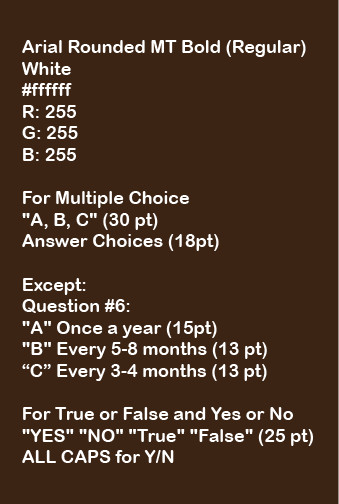 Arial Rounded MT Bold (Regular)
White
#ffffff
R: 255
G: 255
B: 255
For Multiple Choice
"A, B, C" (30 pt)
Answer Choices (18pt)
Except:
Question #6:
"A" Once a year (15pt)
"B" Every 5-8 months (13 pt)
“C” Every 3-4 months (13 pt)
For True or False and Yes or No
"YES" "NO" "True" "False" (25 pt)
ALL CAPS for Y/N